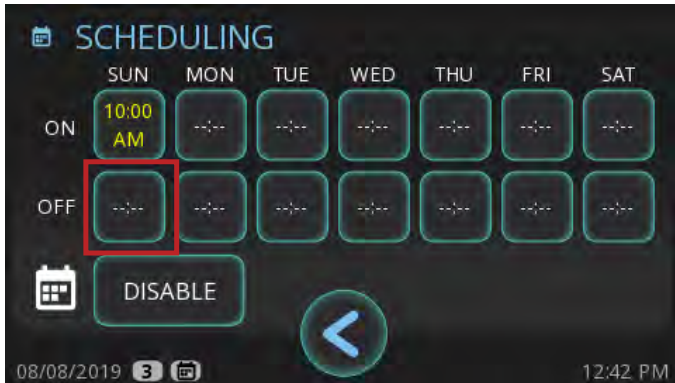 SCHEDULING
SUN MON TUE WED THU FRI SAT
ON 10:00 AM --:-- --:-- --:-- --:-- --:-- --:--
OFF --:-- --:-- --:-- --:-- --:-- --:-- --:--
DISABLE
08/08/2019 3 12:42 PM